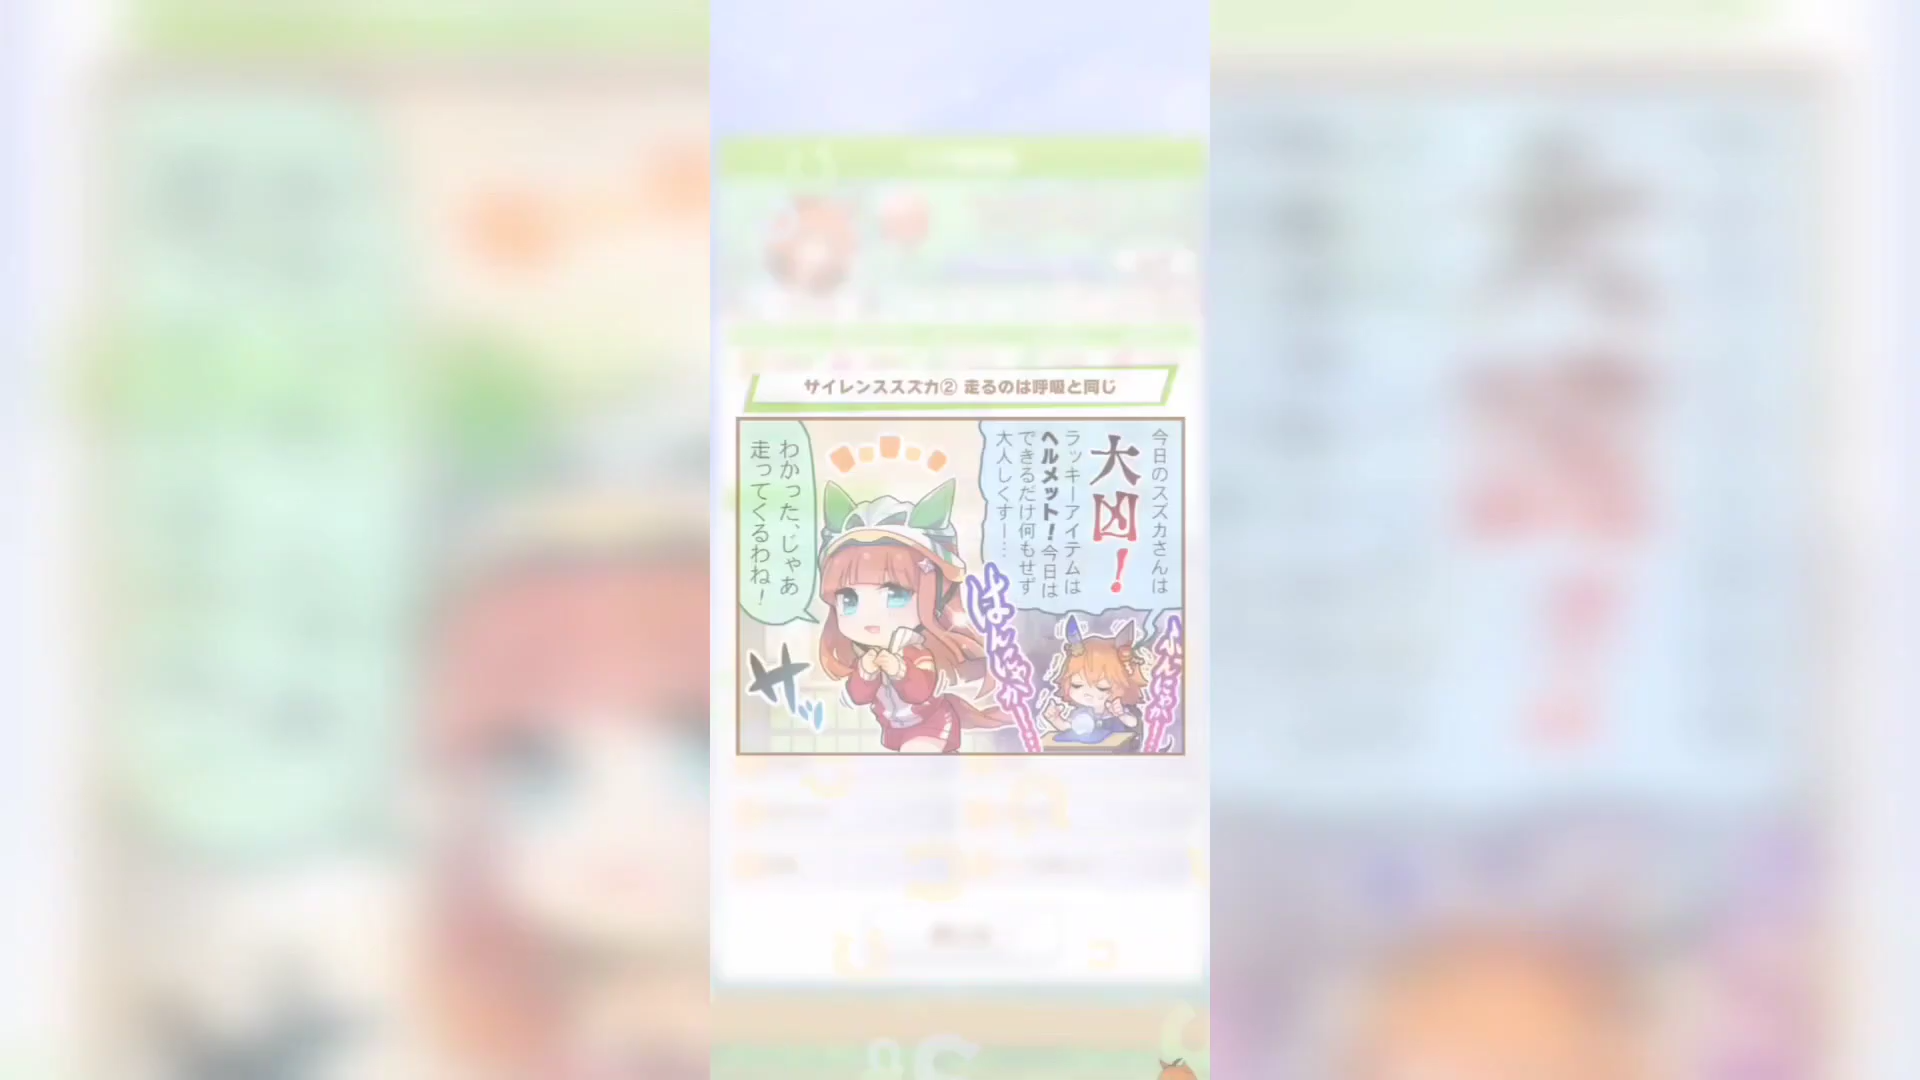 サイレンススズカ② 走るのは呼吸と同じ
今日のスズカさんは
大凶！
ラッキーアイテムは
ヘルメット！今日は
できるだけ何もせず
大人しくすー…
ふんにゃか……
はんにゃか……
わかった、じゃあ
走ってくるわね！
サッ